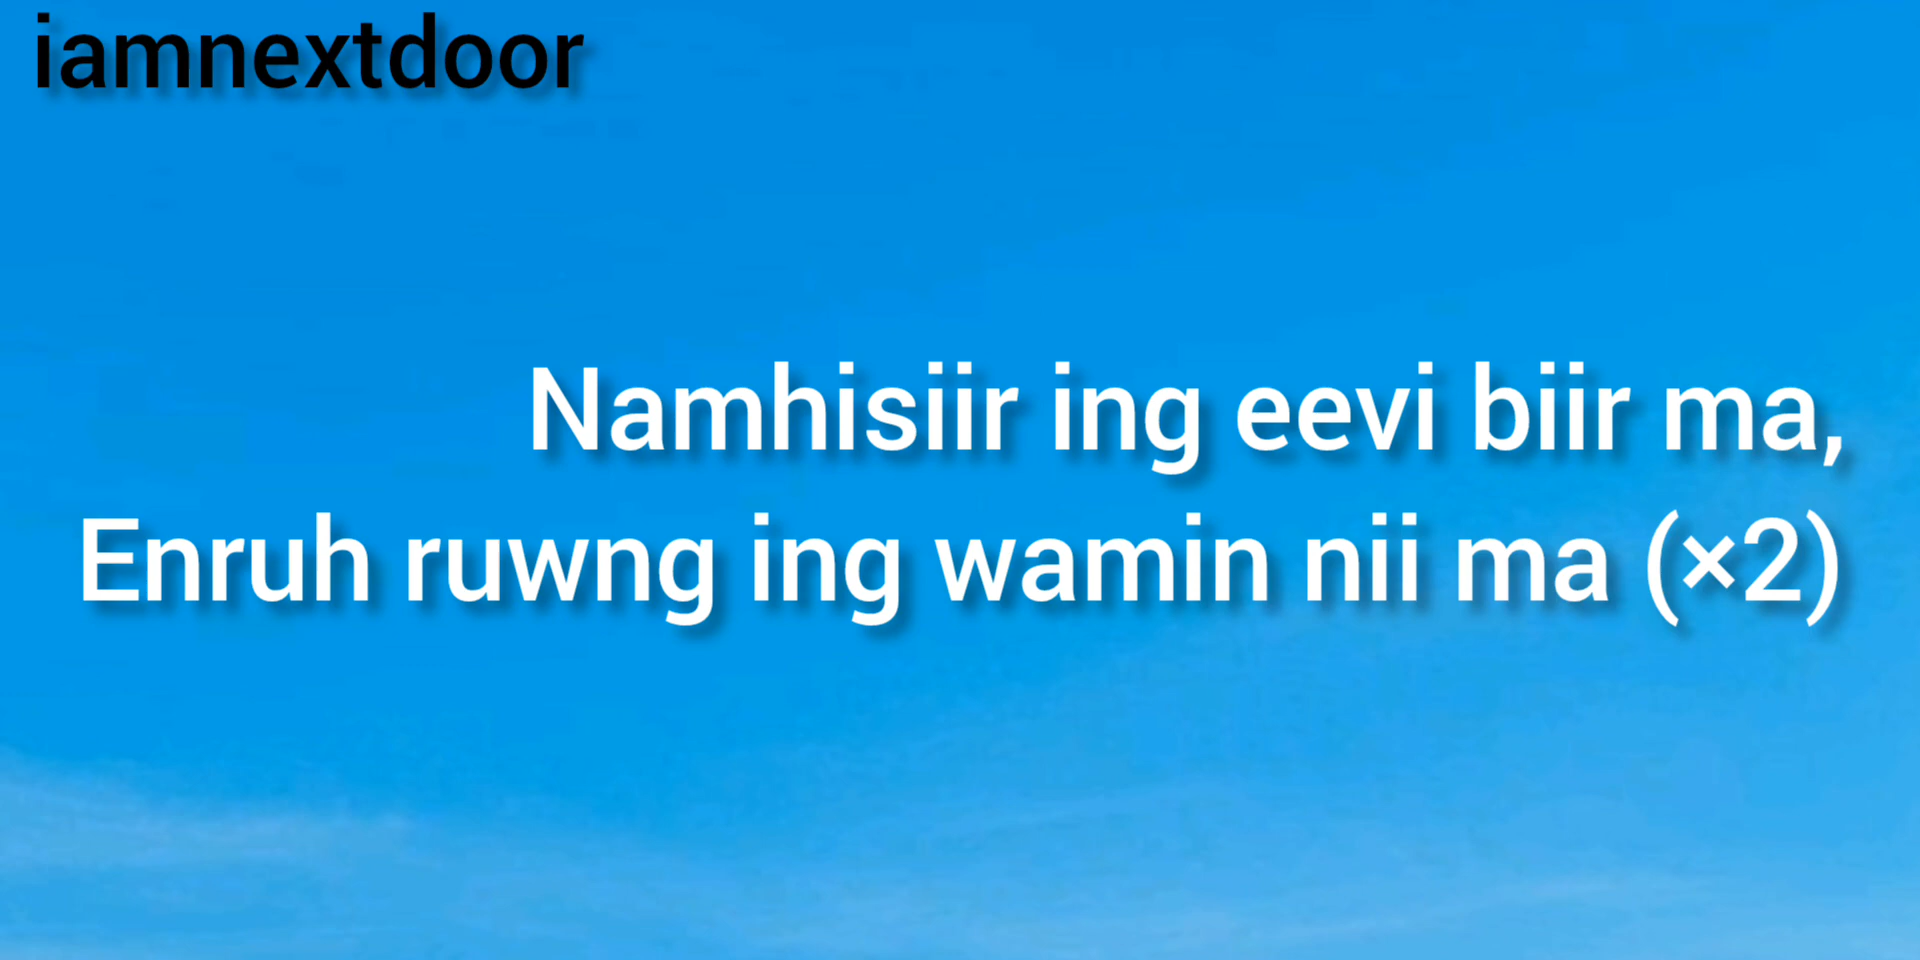 iamnextdoor
Namhisiir ing eevi biir ma,
Enruh ruwng ing wamin nii ma (×2)